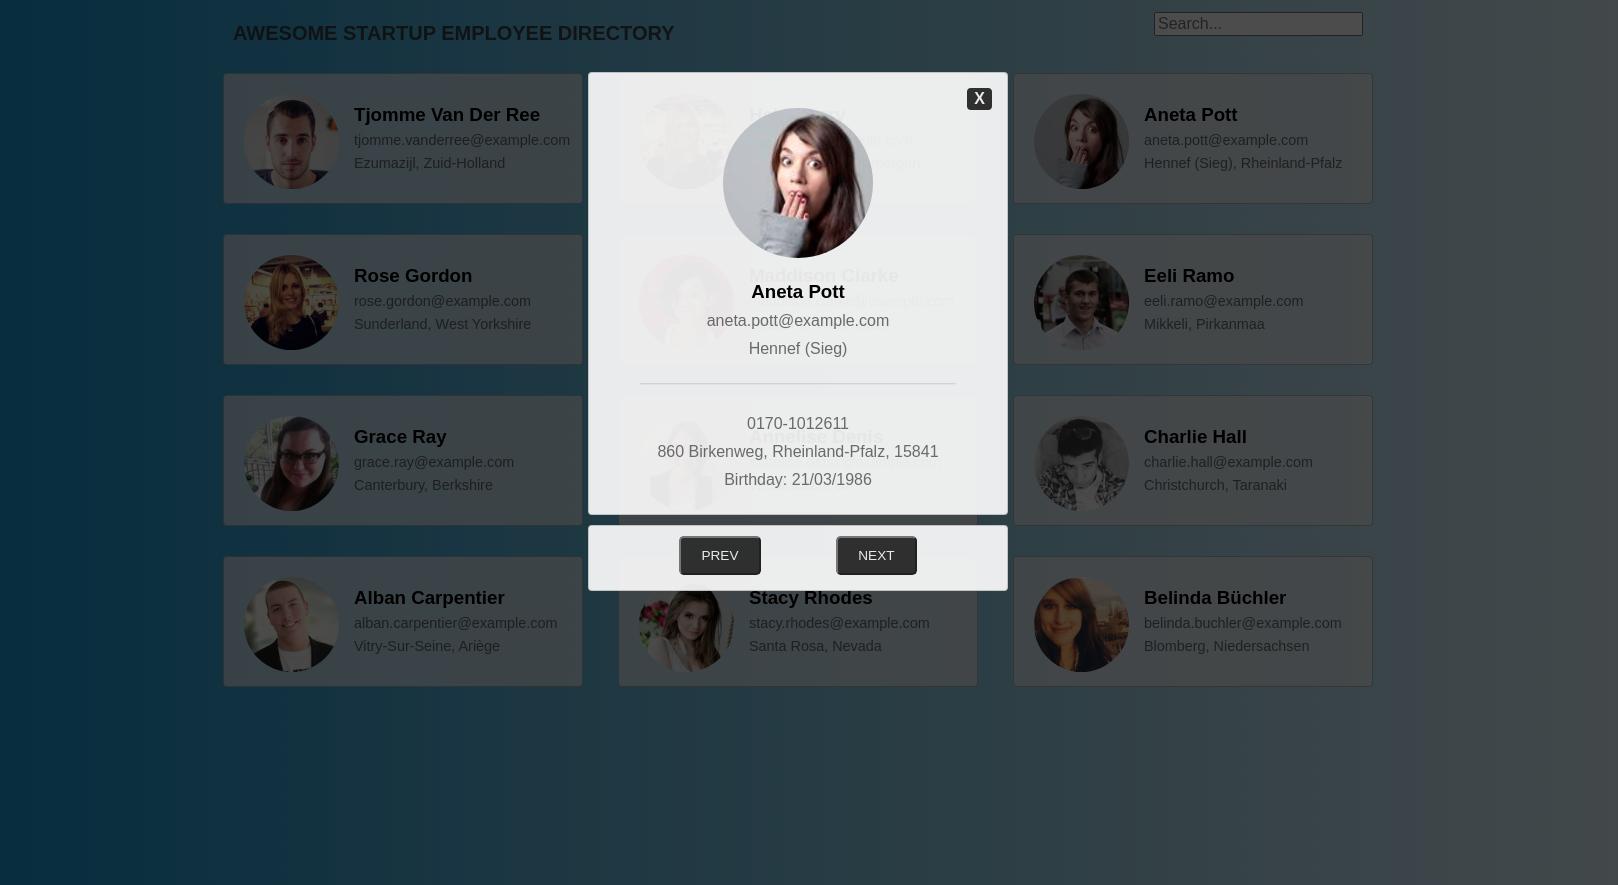 AWESOME STARTUP EMPLOYEE DIRECTORY
Search...
Tjomme Van Der Ree
tjomme.vanderree@example.com
Ezumazijl, Zuid-Holland
X
Aneta Pott
aneta.pott@example.com
Hennef (Sieg)
0170-1012611
860 Birkenweg, Rheinland-Pfalz, 15841
Birthday: 21/03/1986
PREV
NEXT
Aneta Pott
aneta.pott@example.com
Hennef (Sieg), Rheinland-Pfalz
Rose Gordon
rose.gordon@example.com
Sunderland, West Yorkshire
Maddison Clarke
Eeli Ramo
eeli.ramo@example.com
Mikkeli, Pirkanmaa
Grace Ray
grace.ray@example.com
Canterbury, Berkshire
Annelise Denis
Charlie Hall
charlie.hall@example.com
Christchurch, Taranaki
Alban Carpentier
alban.carpentier@example.com
Vitry-Sur-Seine, Ariège
Stacy Rhodes
stacy.rhodes@example.com
Santa Rosa, Nevada
Belinda Büchler
belinda.buchler@example.com
Blomberg, Niedersachsen